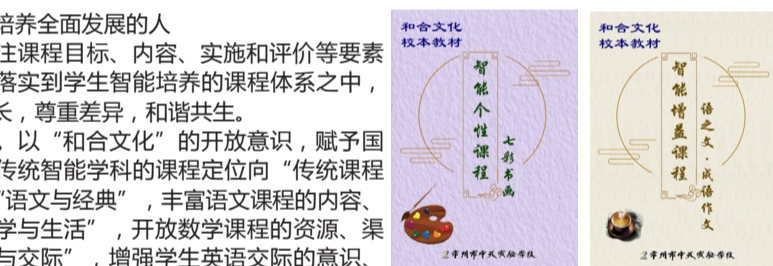 培养全面发展的人
注课程目标、内容、实施和评价等要素
落实到学生智能培养的课程体系之中，
长，尊重差异，和谐共生。
。以“和合文化”的开放意识，赋予国
传统智能学科的课程定位向“传统课程
“语文与经典”，丰富语文课程的内容、
学与生活”，开放数学课程的资源、渠
与交际”，增强学生英语交际的意识、
和合文化
校本教材
智能个性课程
七彩书画
常州市中天实验学校
和合文化
校本教材
智能增益课程
语之文·成语作文
常州市中天实验学校